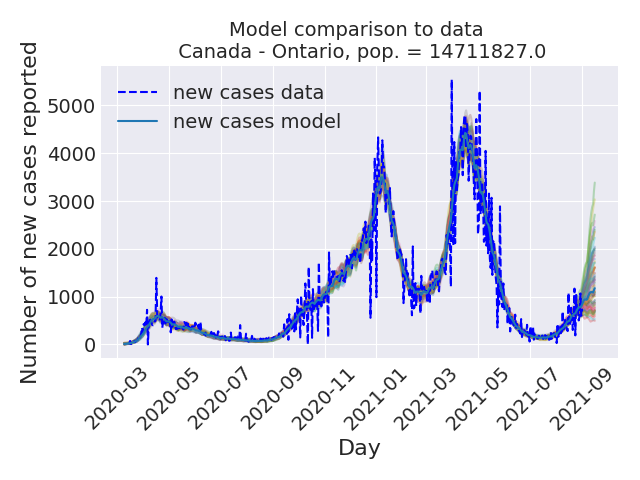 Model comparison to data
Canada - Ontario, pop. = 14711827.0
Number of new cases reported
5000
4000
3000
2000
1000
0
new cases data
new cases model
2020-03
2020-05
2020-07
2020-09
2020-11
2021-01
2021-03
2021-05
2021-07
2021-09
Day